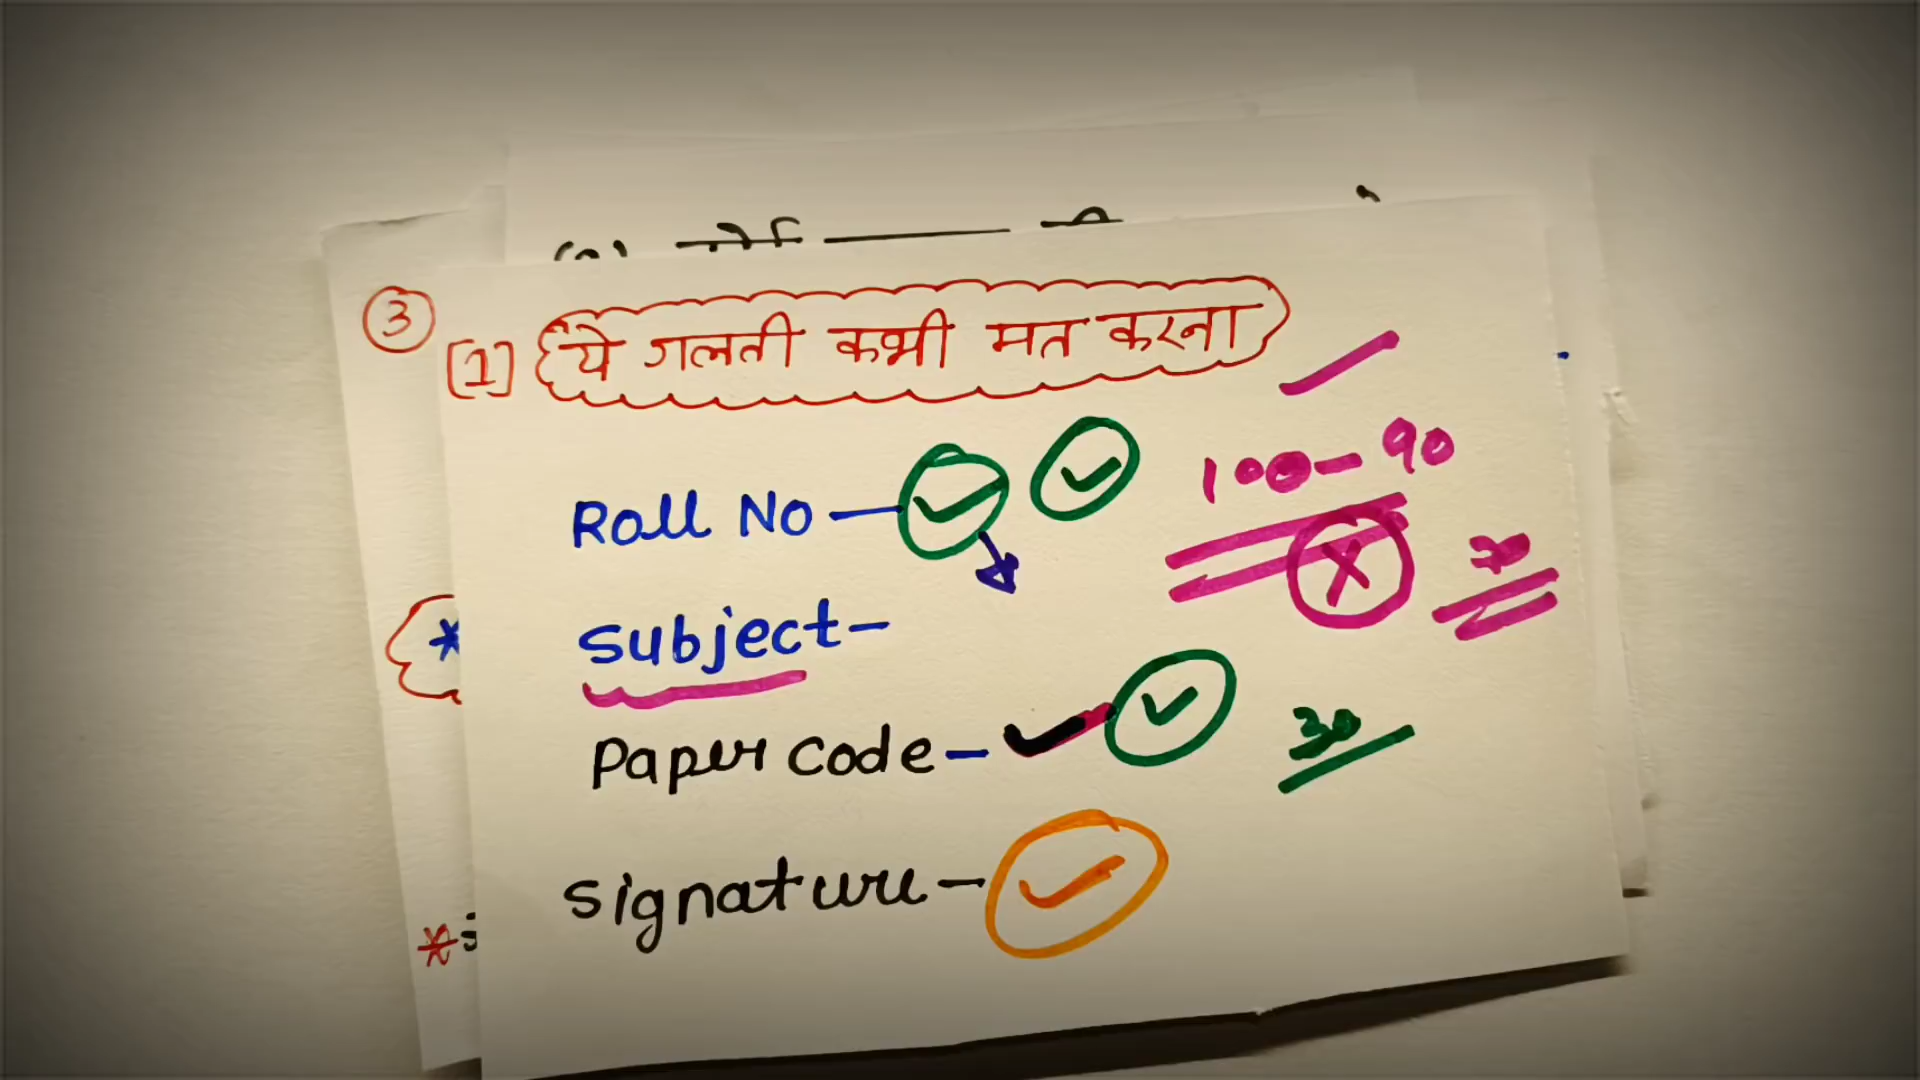 3
[1] ये गलती कभी मत करना
100-90
Roll No -
Subject -
Paper Code -
30
Signature -